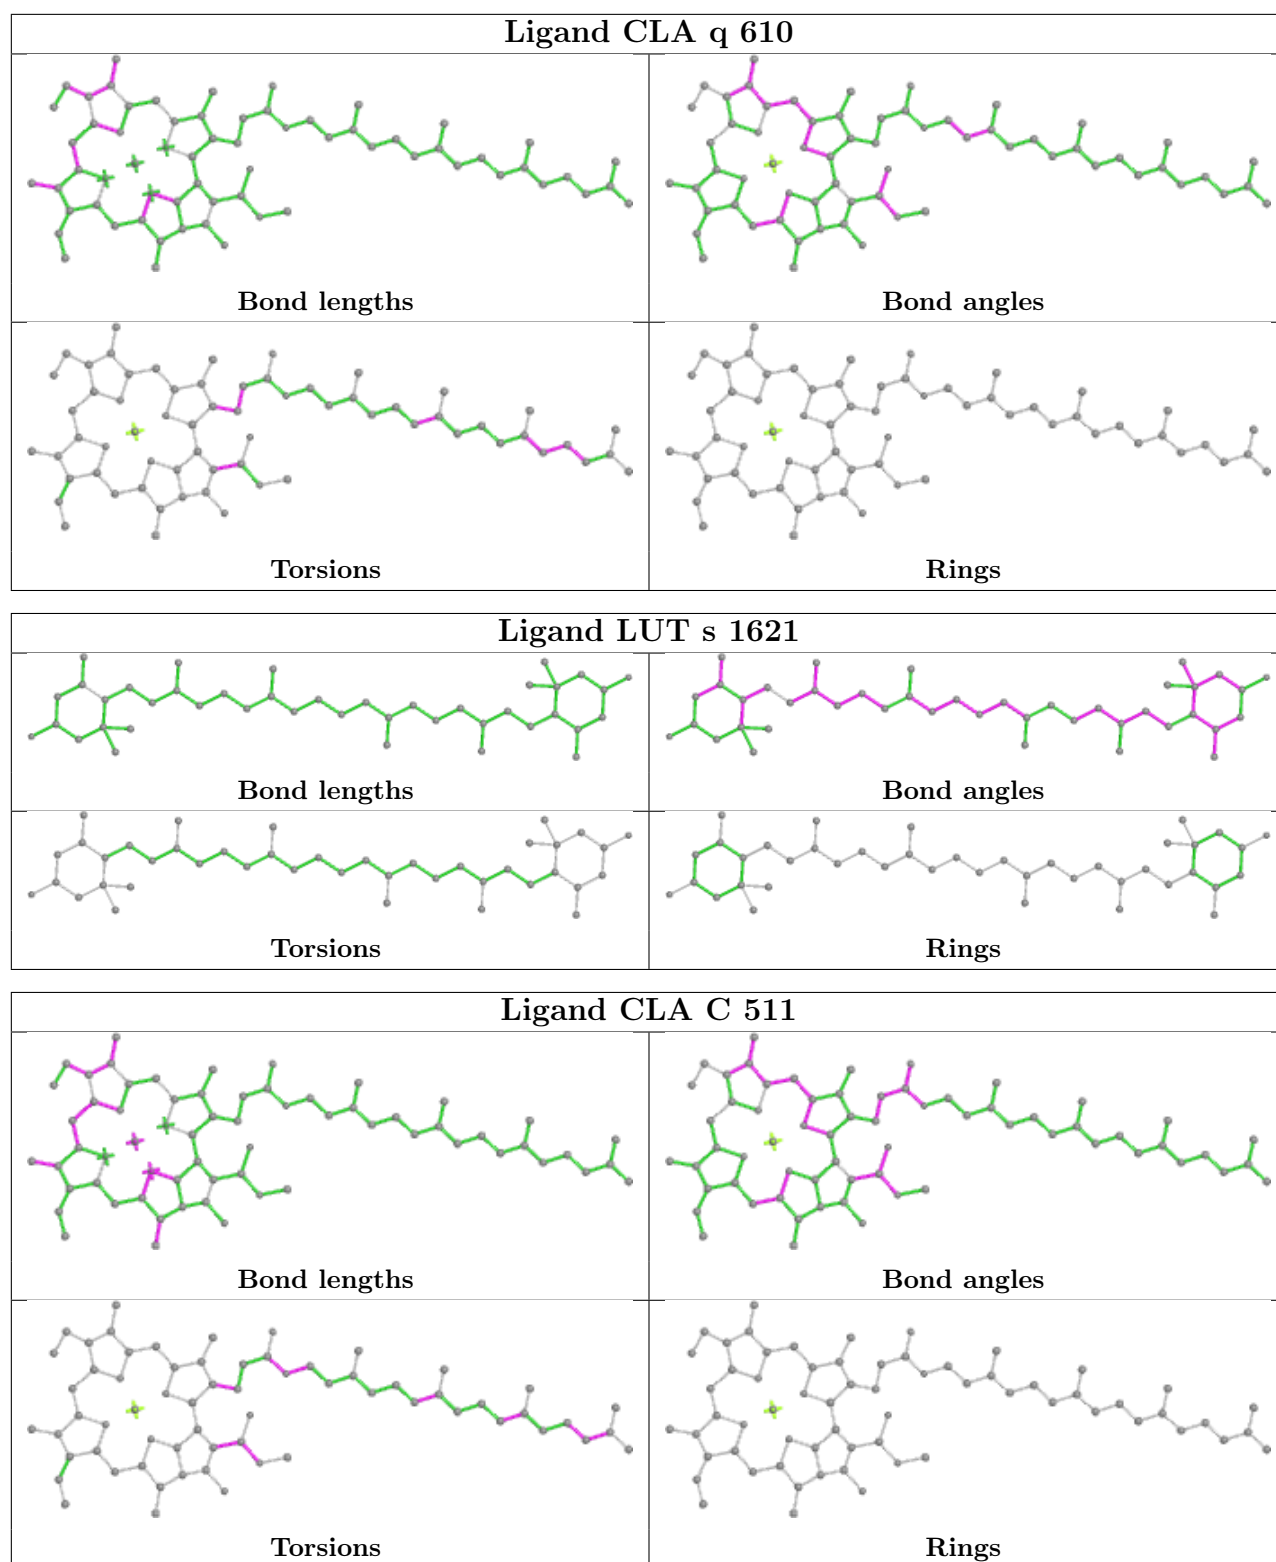 Ligand CLA q 610
Bond lengths
Bond angles
Torsions
Rings
Ligand LUT s 1621
Bond lengths
Bond angles
Torsions
Rings
Ligand CLA C 511
Bond lengths
Bond angles
Torsions
Rings